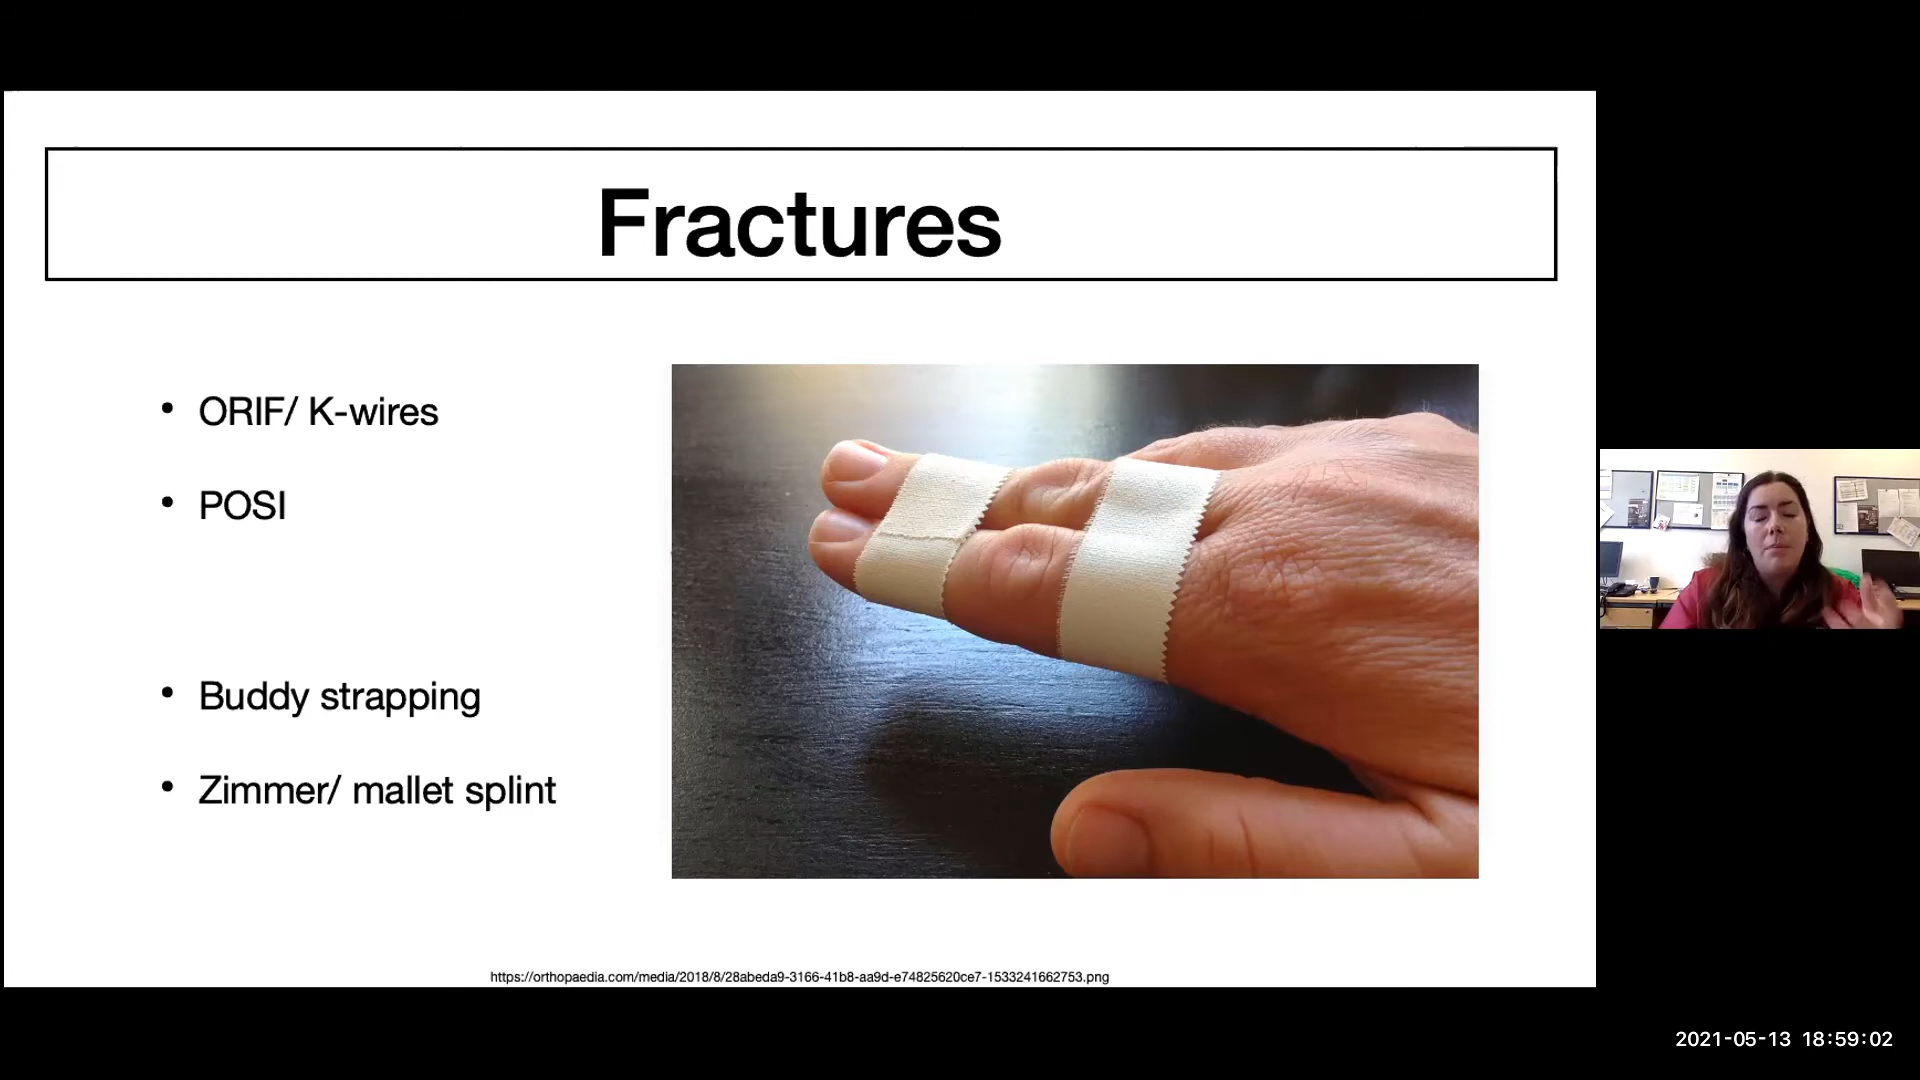 Fractures
• ORIF/ K-wires
• POSI
• Buddy strapping
• Zimmer/ mallet splint
https://orthopaedia.com/media/2018/8/28abeda9-3166-41b8-aa9d-e74825620ce7-1533241662753.png
2021-05-13 18:59:02